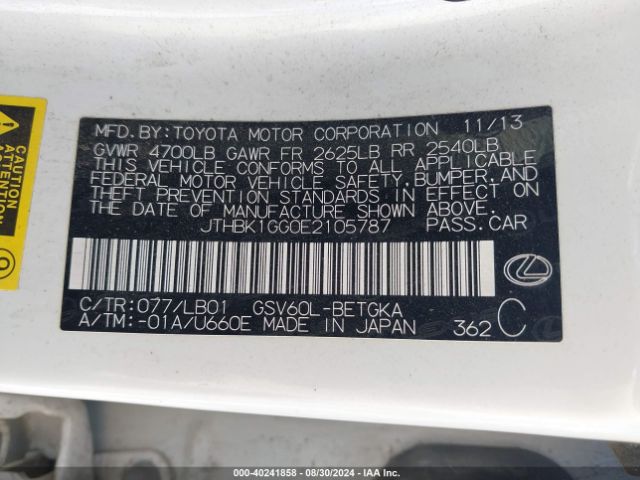 MFD. BY: TOYOTA MOTOR CORPORATION 11/13
GVWR 4700LB GAWR FR 2625LB RR 2540LB
THIS VEHICLE CONFORMS TO ALL APPLICABLE
FEDERAL MOTOR VEHICLE SAFETY, BUMPER, AND
THEFT PREVENTION STANDARDS IN EFFECT ON
THE DATE OF MANUFACTURE SHOWN ABOVE.
JTHBK1GG0E2105787 PASS. CAR
C/TR: 077/LB01 GSV60L-BETGKA
A/TM: -01A/U660E MADE IN JAPAN 362 C
000-40241858 - 08/30/2024 - IAA Inc.